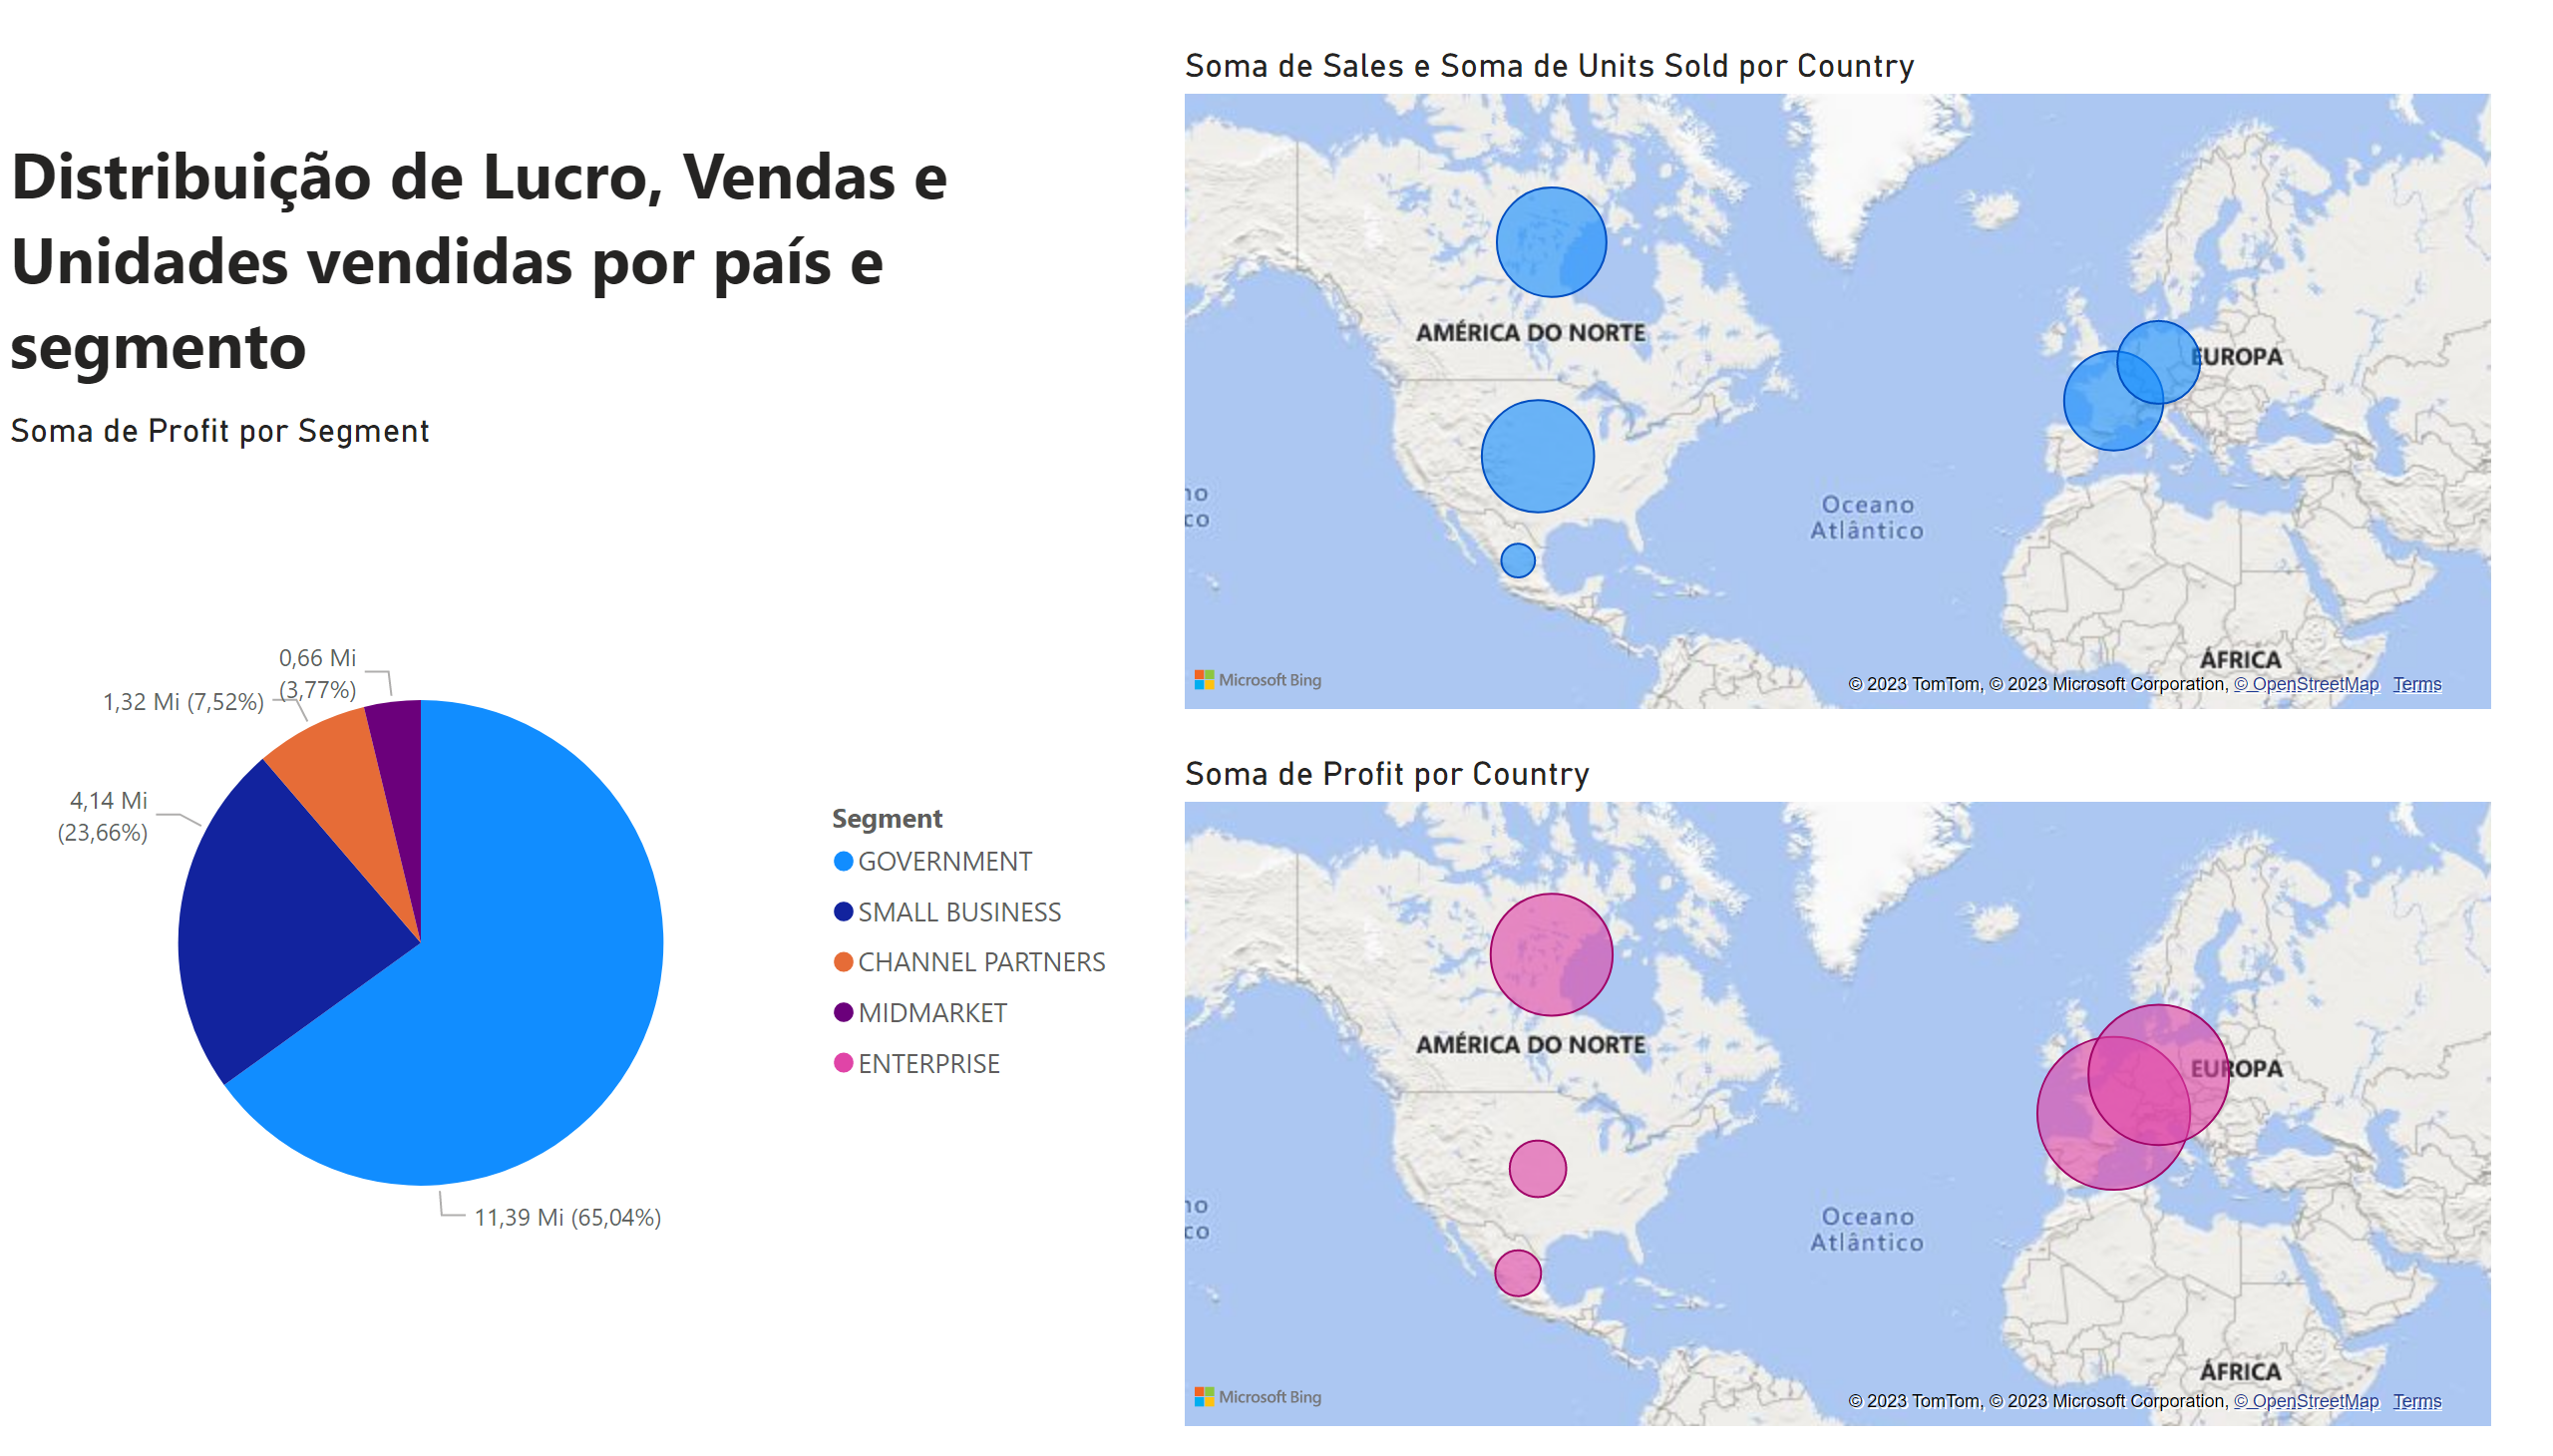 Distribuição de Lucro, Vendas e
Unidades vendidas por país e
segmento
Soma de Profit por Segment
0,66 Mi
(3,77%)
1,32 Mi (7,52%)
4,14 Mi
(23,66%)
11,39 Mi (65,04%)
Segment
GOVERNMENT
SMALL BUSINESS
CHANNEL PARTNERS
MIDMARKET
ENTERPRISE
Soma de Sales e Soma de Units Sold por Country
AMÉRICA DO NORTE
EUROPA
no
co
Oceano
Atlântico
ÁFRICA
Microsoft Bing
© 2023 TomTom, © 2023 Microsoft Corporation, © OpenStreetMap Terms
Soma de Profit por Country
AMÉRICA DO NORTE
EUROPA
no
co
Oceano
Atlântico
ÁFRICA
Microsoft Bing
© 2023 TomTom, © 2023 Microsoft Corporation, © OpenStreetMap Terms